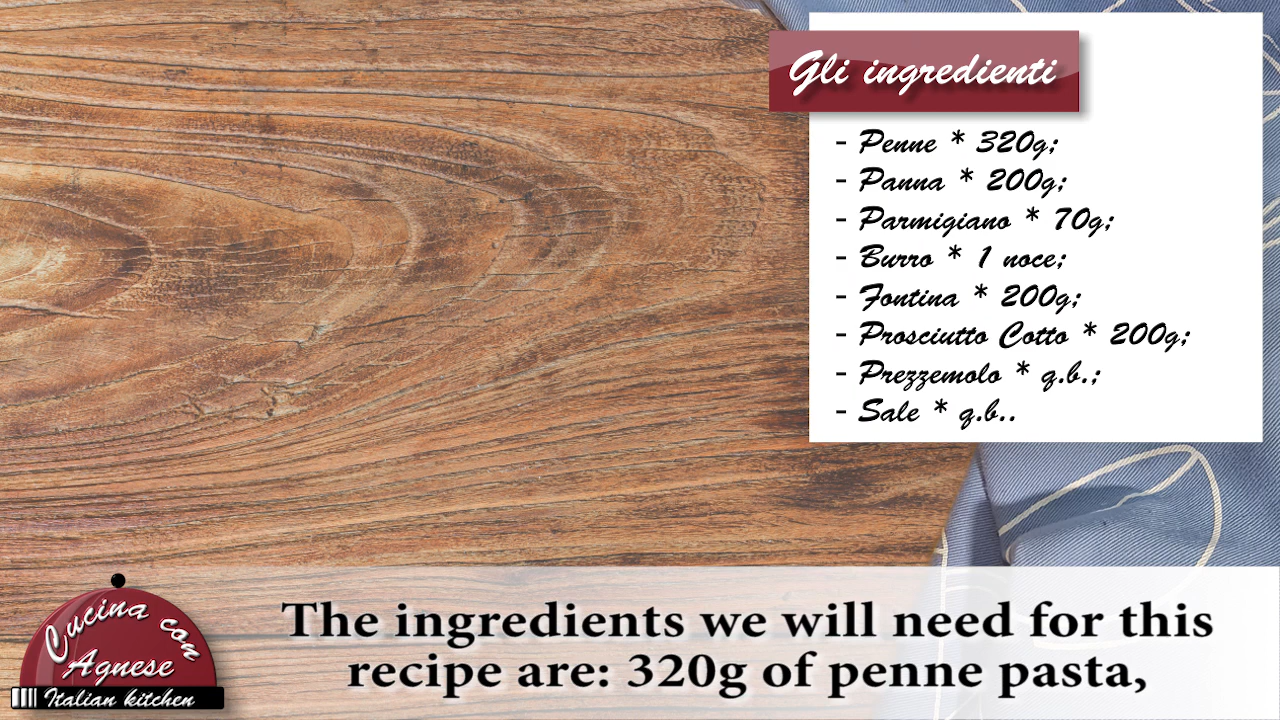 Gli ingredienti
- Penne * 320g;
- Panna * 200g;
- Parmigiano * 70g;
- Burro * 1 noce;
- Fontina * 200g;
- Prosciutto Cotto * 200g;
- Prezzemolo * q.b.;
- Sale * q.b..
The ingredients we will need for this
recipe are: 320g of penne pasta,
Cucina con
Agnese
Italian kitchen